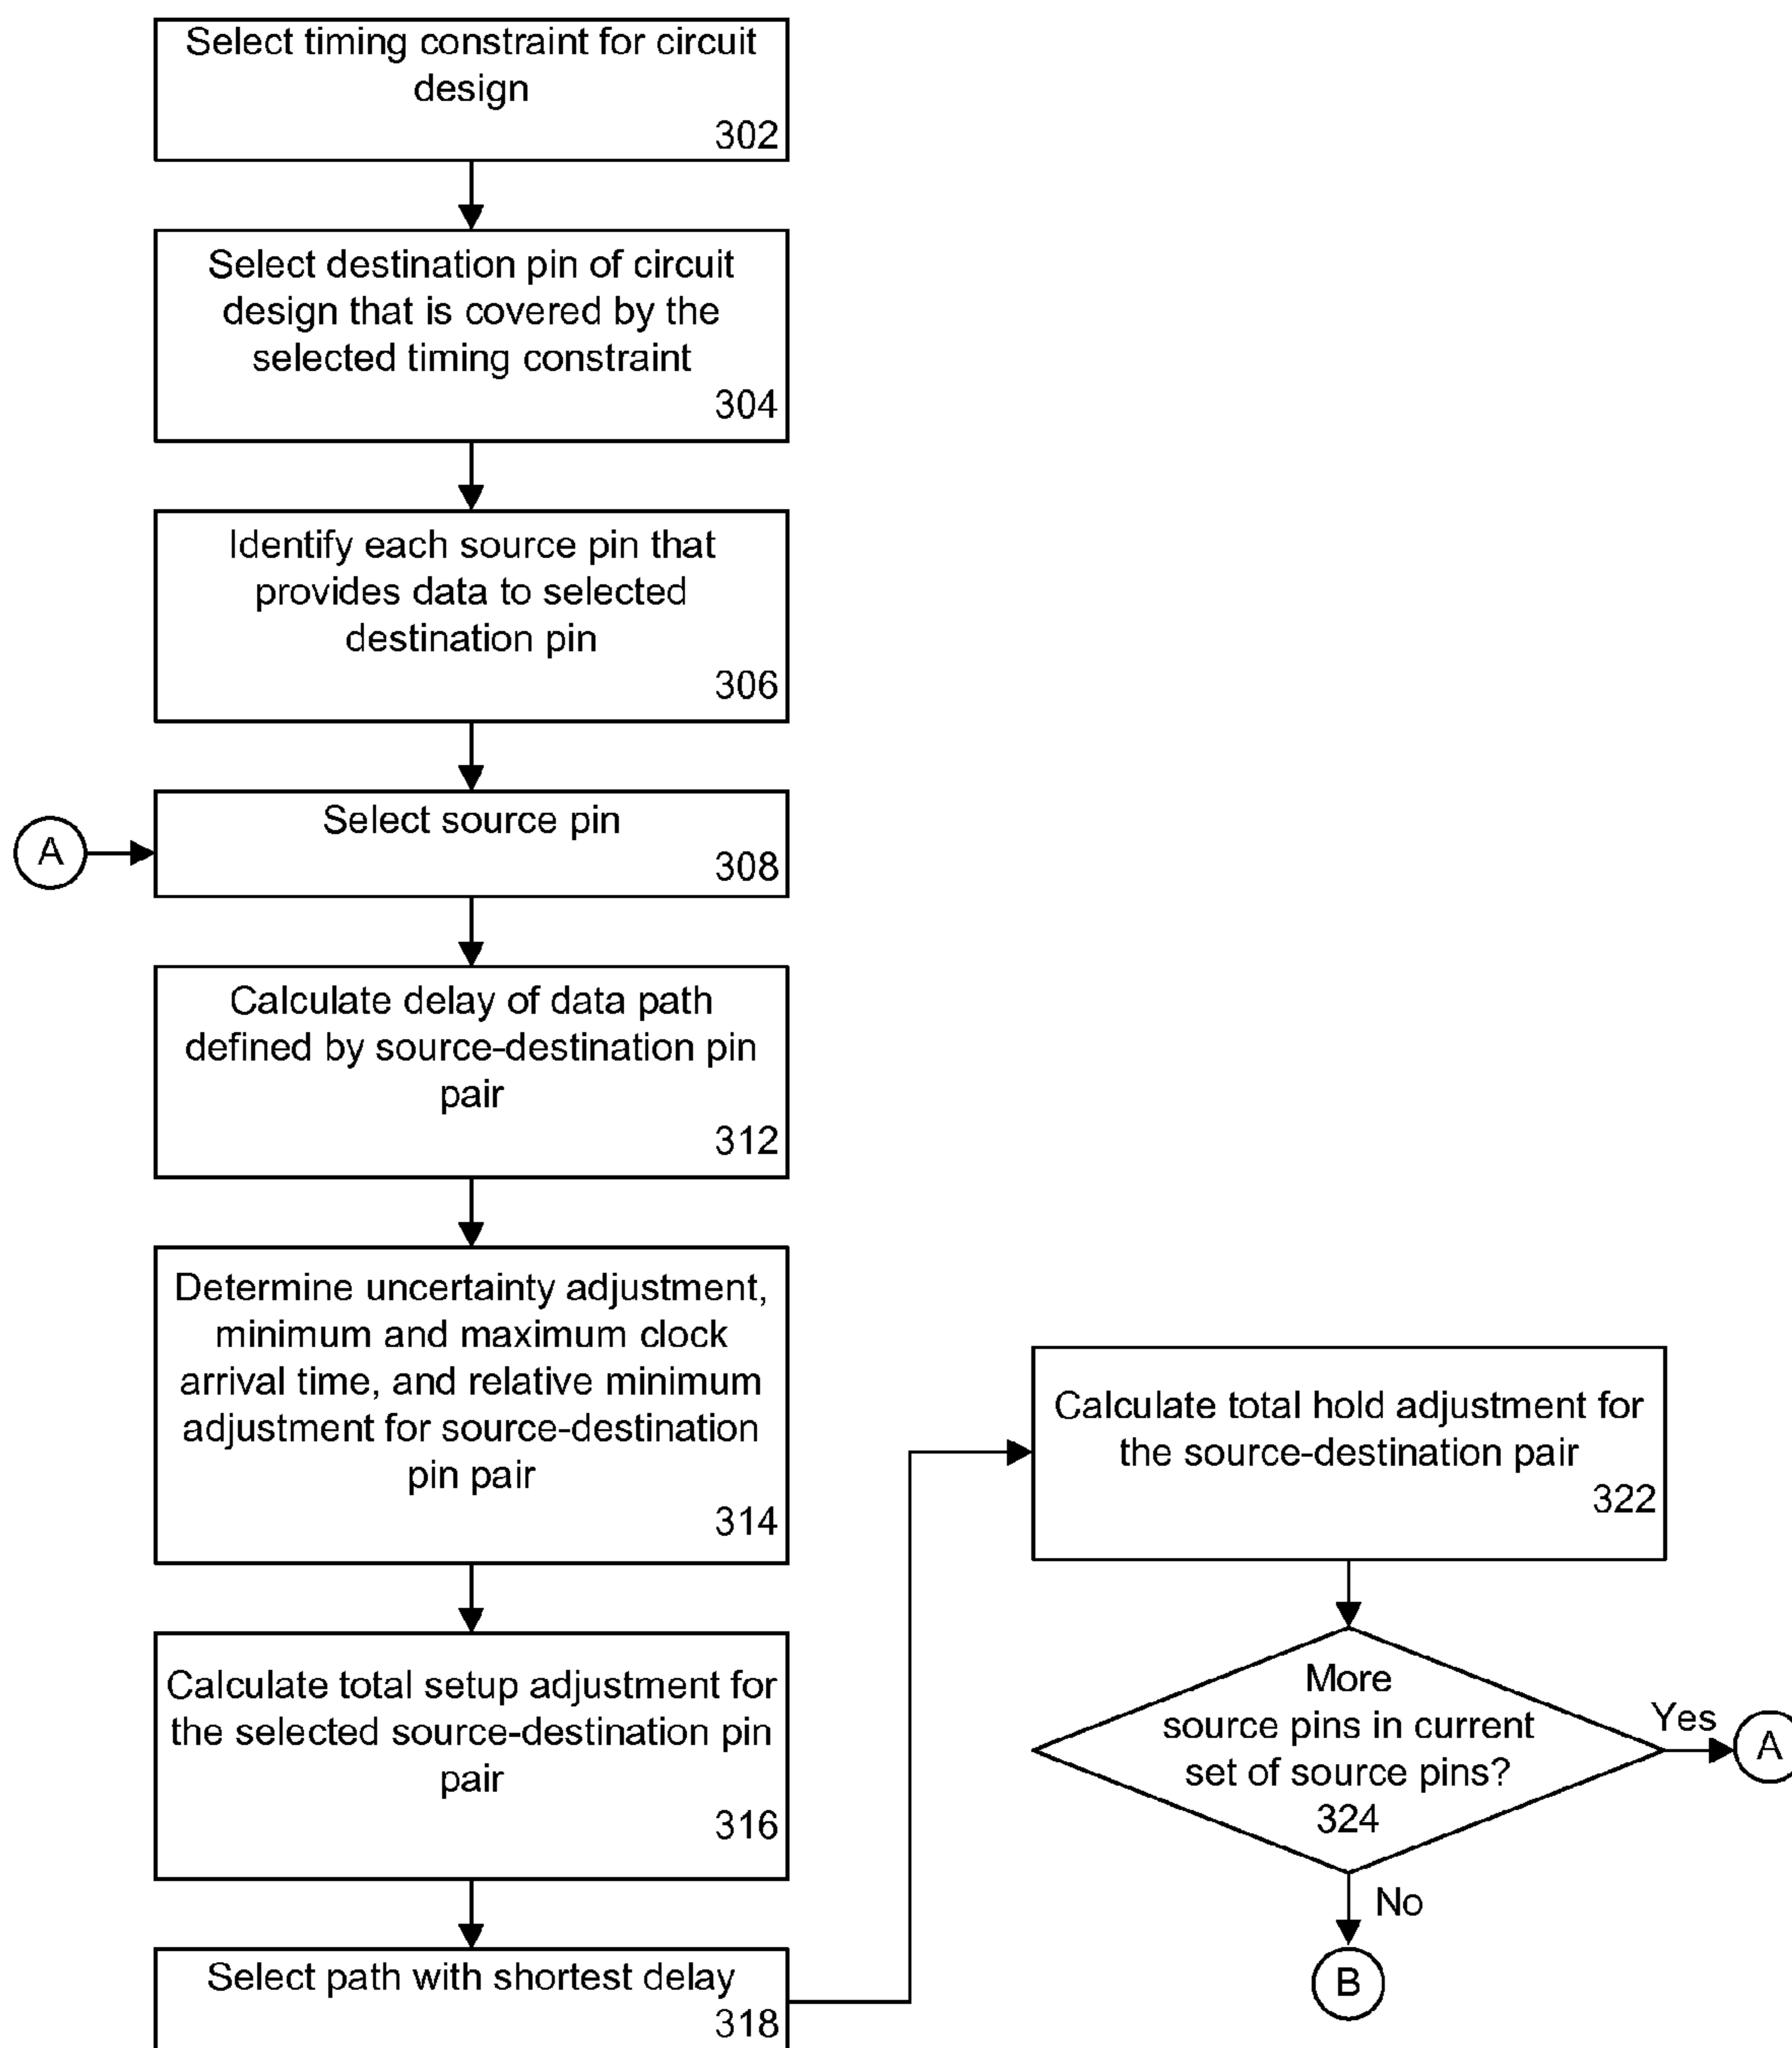 Select timing constraint for circuit
design
302
Select destination pin of circuit
design that is covered by the
selected timing constraint
304
Identify each source pin that
provides data to selected
destination pin
306
A
Select source pin
308
Calculate delay of data path
defined by source-destination pin
pair
312
Determine uncertainty adjustment,
minimum and maximum clock
arrival time, and relative minimum
adjustment for source-destination
pin pair
314
Calculate total setup adjustment for
the selected source-destination pin
pair
316
Select path with shortest delay
318
Calculate total hold adjustment for
the source-destination pair
322
More
source pins in current
set of source pins?
324
Yes
A
No
B